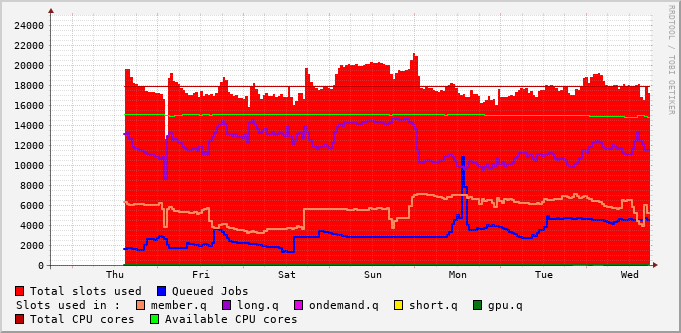 24000
22000
20000
18000
16000
14000
12000
10000
8000
6000
4000
2000
0
Thu Fri Sat Sun Mon Tue Wed
Total slots used Queued Jobs
Slots used in : member.q long.q ondemand.q short.q gpu.q
Total CPU cores Available CPU cores
RRDTOOL / TOBI OETIKER